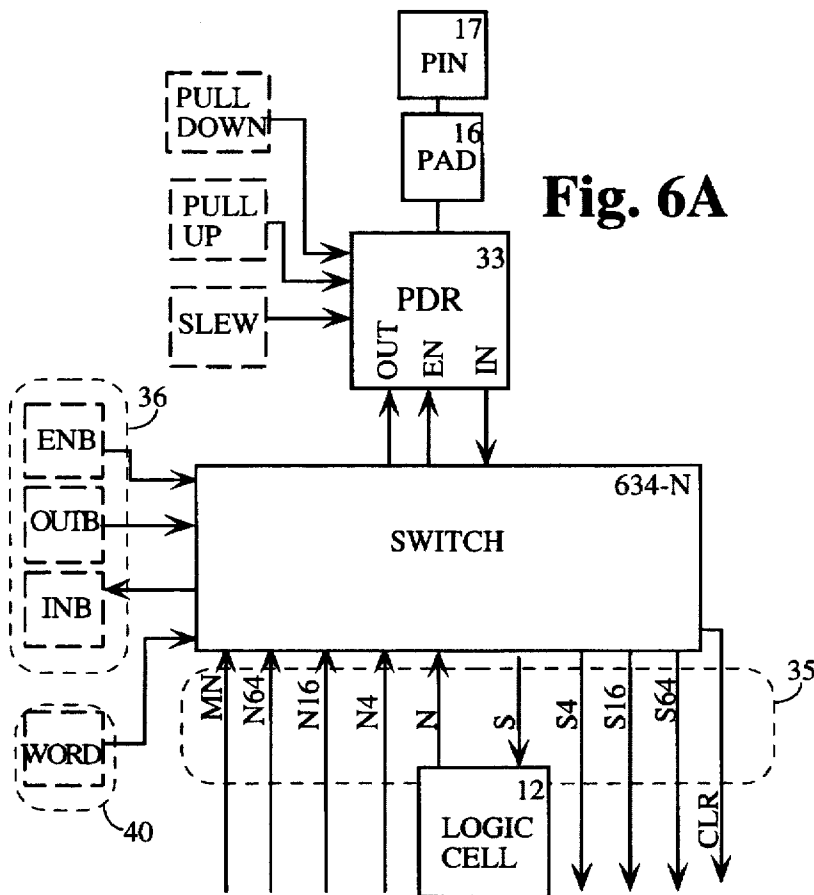 17
PIN
PULL
DOWN
16
PAD
Fig. 6A
PULL
UP
33
PDR
SLEW
OUT
EN
IN
36
ENB
634-N
OUTB
SWITCH
INB
35
MN
N64
N16
N4
N
S
S4
S16
S64
WORD
12
CLR
40
LOGIC
CELL